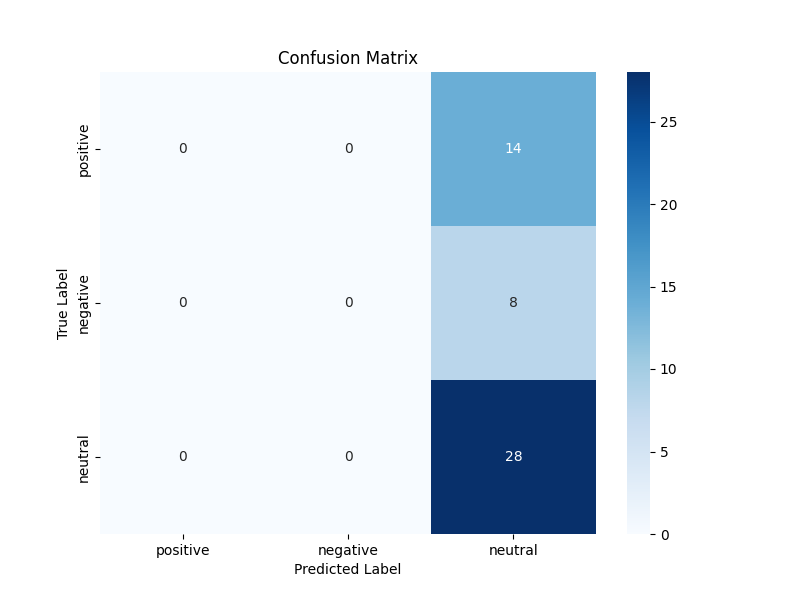 Confusion Matrix
positive 0 0 14
negative 0 0 8
neutral 0 0 28
True Label
positive negative neutral
Predicted Label
25
20
15
10
5
0